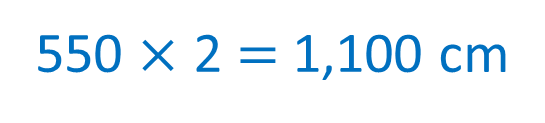 550 × 2 = 1,100 cm